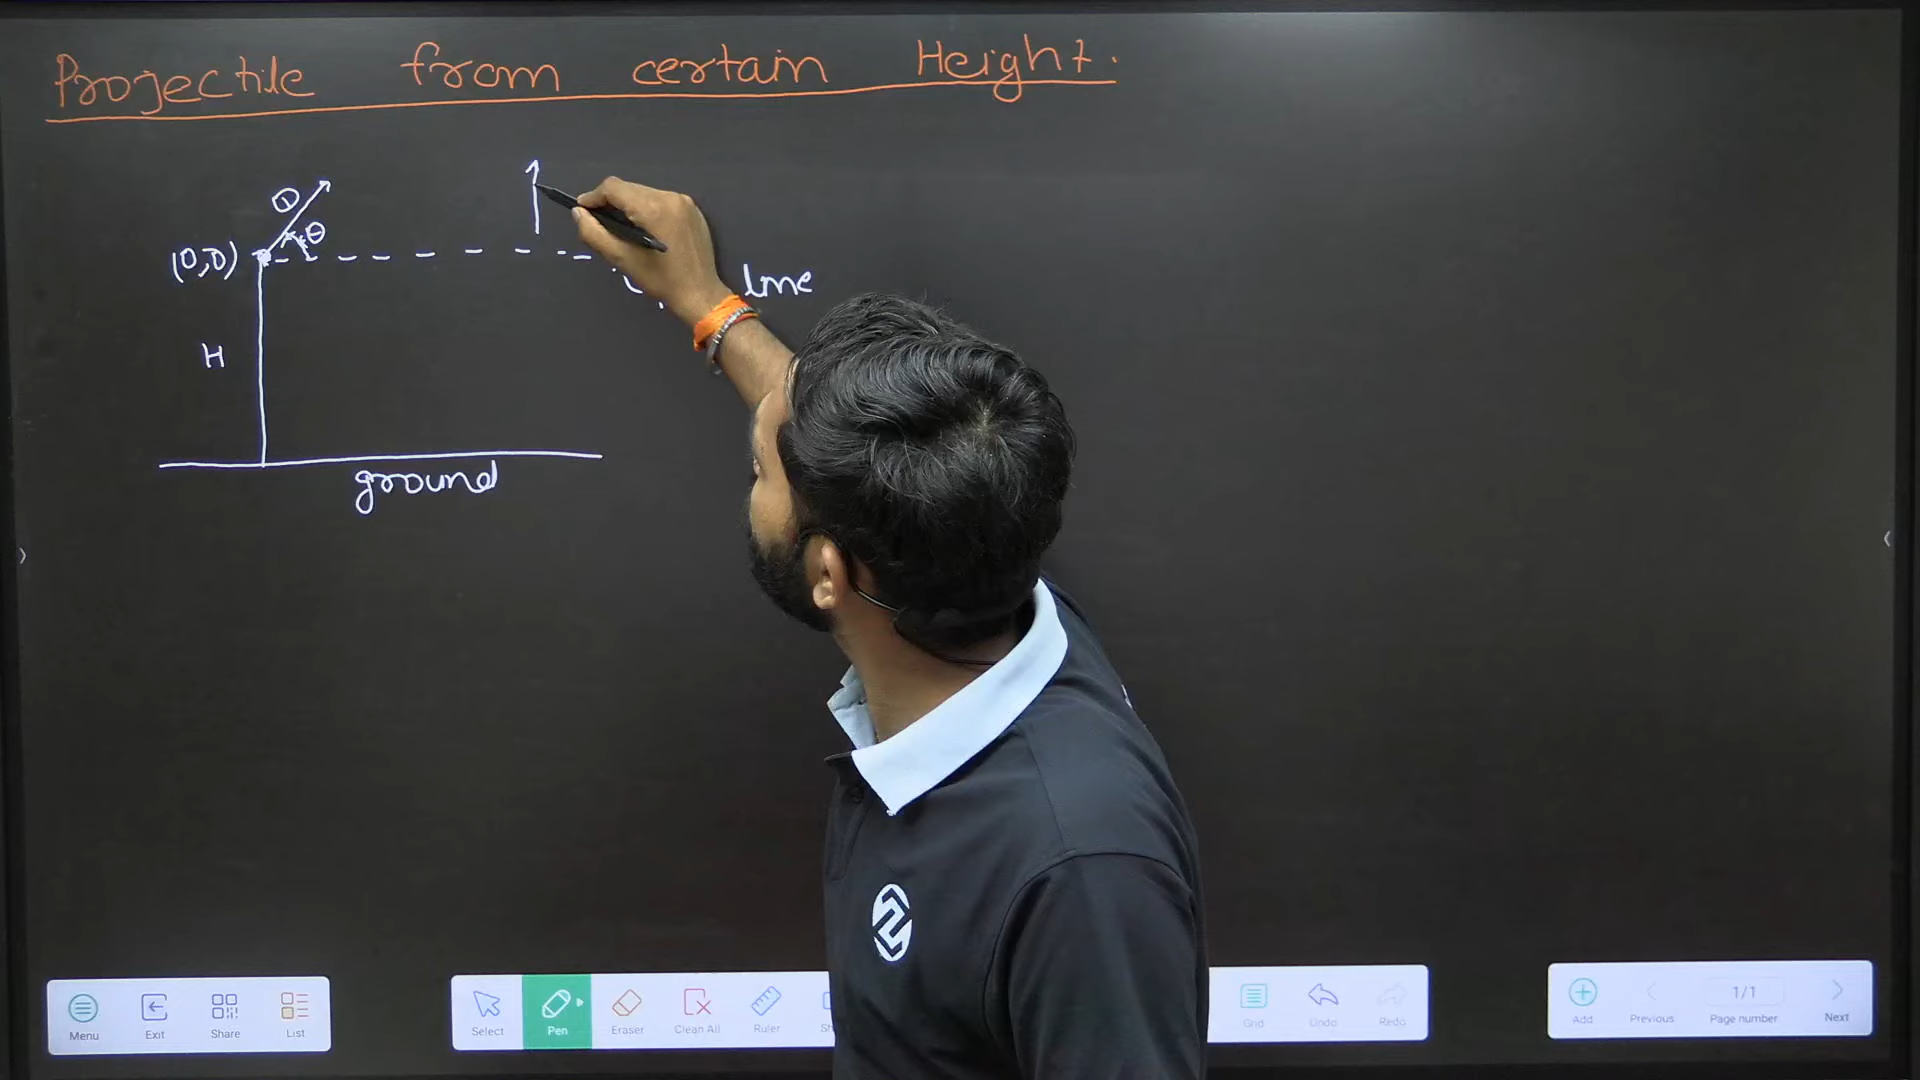 Projectile from certain Height.
θ
(0,0)
line
H
ground
Menu Exit Share List
Select Pen Eraser Clean All Ruler Sh
Grid Undo Redo
Add Previous 1/1 Page number Next